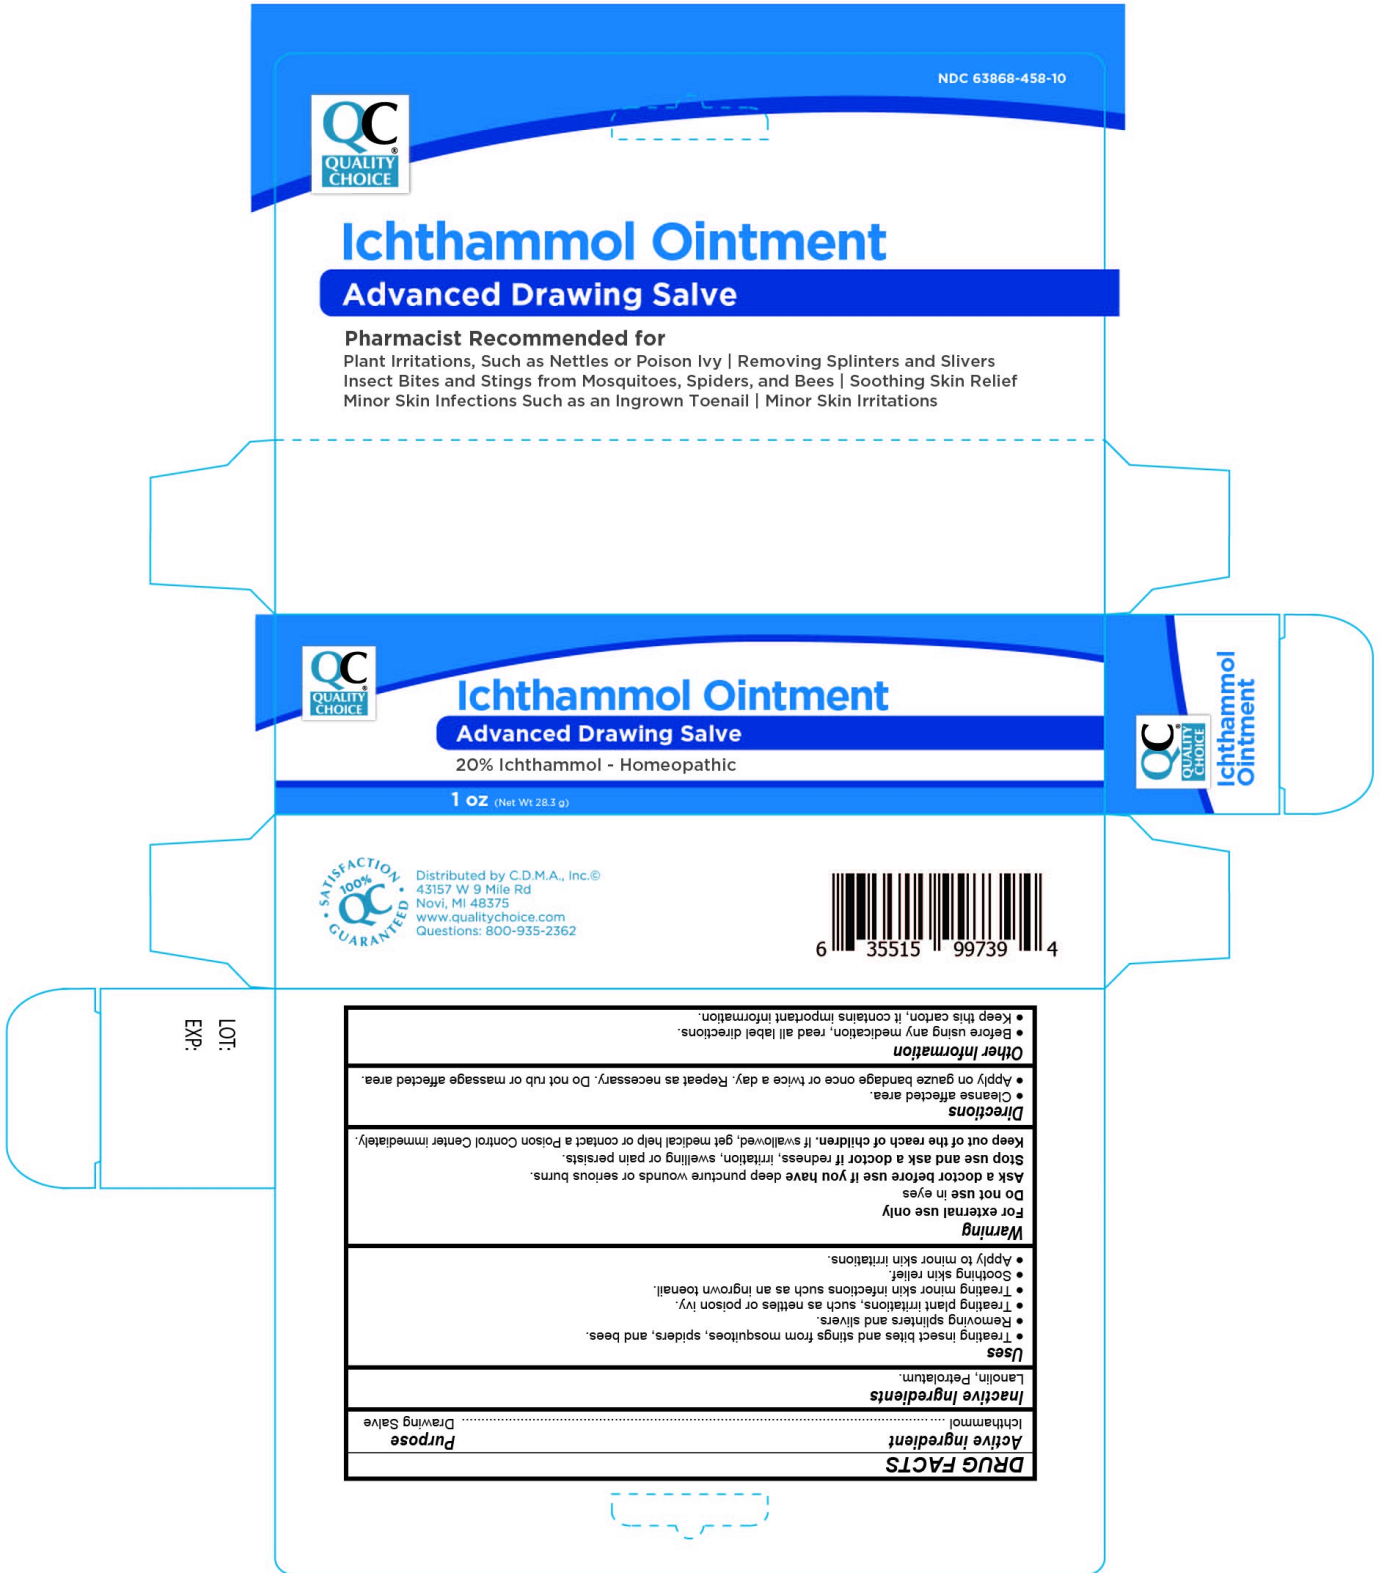 NDC 63868-458-10
QC®
QUALITY
CHOICE
Ichthammol Ointment
Advanced Drawing Salve
Pharmacist Recommended for
Plant Irritations, Such as Nettles or Poison Ivy | Removing Splinters and Slivers
Insect Bites and Stings from Mosquitoes, Spiders, and Bees | Soothing Skin Relief
Minor Skin Infections Such as an Ingrown Toenail | Minor Skin Irritations
QC®
QUALITY
CHOICE
Ichthammol Ointment
Advanced Drawing Salve
20% Ichthammol - Homeopathic
1 oz (Net Wt 28.3 g)
QC®
QUALITY
CHOICE
Ichthammol
Ointment
SATISFACTION
100%
QC
GUARANTEED
Distributed by C.D.M.A., Inc.©
43157 W 9 Mile Rd
Novi, MI 48375
www.qualitychoice.com
Questions: 800-935-2362
6 35515 99739 4
LOT:
EXP:
DRUG FACTS
Active ingredient Purpose
Ichthammol .... Drawing Salve
Inactive Ingredients
Lanolin, Petrolatum.
Uses
● Treating insect bites and stings from mosquitoes, spiders, and bees.
● Removing splinters and slivers.
● Treating plant irritations, such as nettles or poison ivy.
● Treating minor skin infections such as an ingrown toenail.
● Soothing skin relief.
● Apply to minor skin irritations.
Warning
For external use only
Do not use in eyes
Ask a doctor before use if you have deep puncture wounds or serious burns.
Stop use and ask a doctor if redness, irritation, swelling or pain persists.
Keep out of the reach of children. If swallowed, get medical help or contact a Poison Control Center immediately.
Directions
● Cleanse affected area.
● Apply on gauze bandage once or twice a day. Repeat as necessary. Do not rub or massage affected area.
Other Information
● Before using any medication, read all label directions.
● Keep this carton, it contains important information.